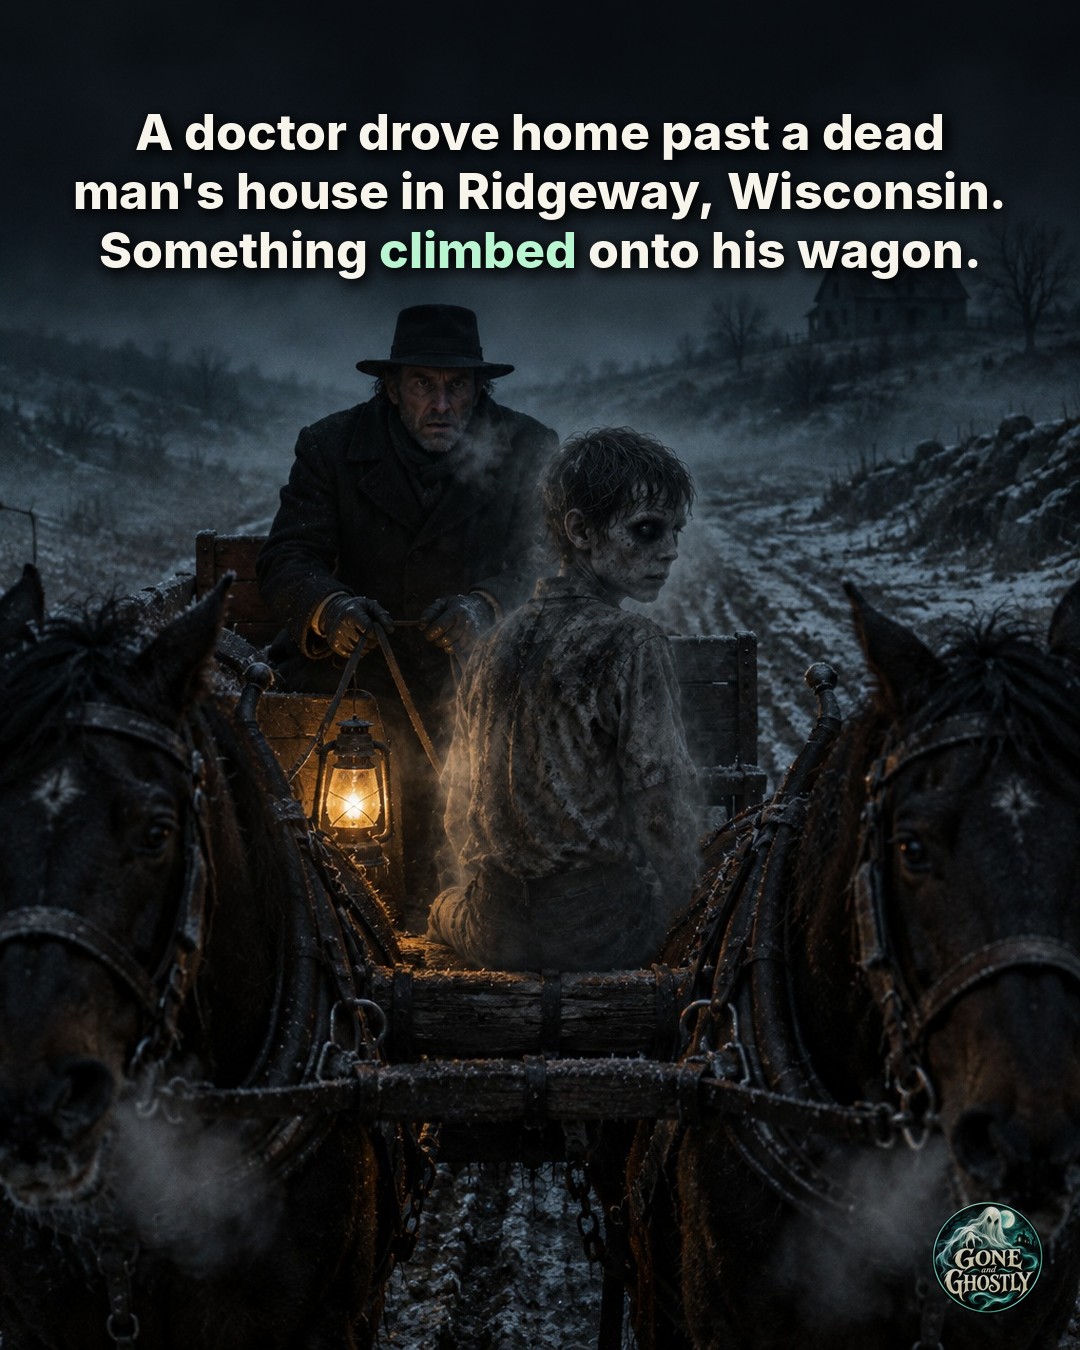 A doctor drove home past a dead
man's house in Ridgeway, Wisconsin.
Something climbed onto his wagon.
GONE
and
GHOSTLY